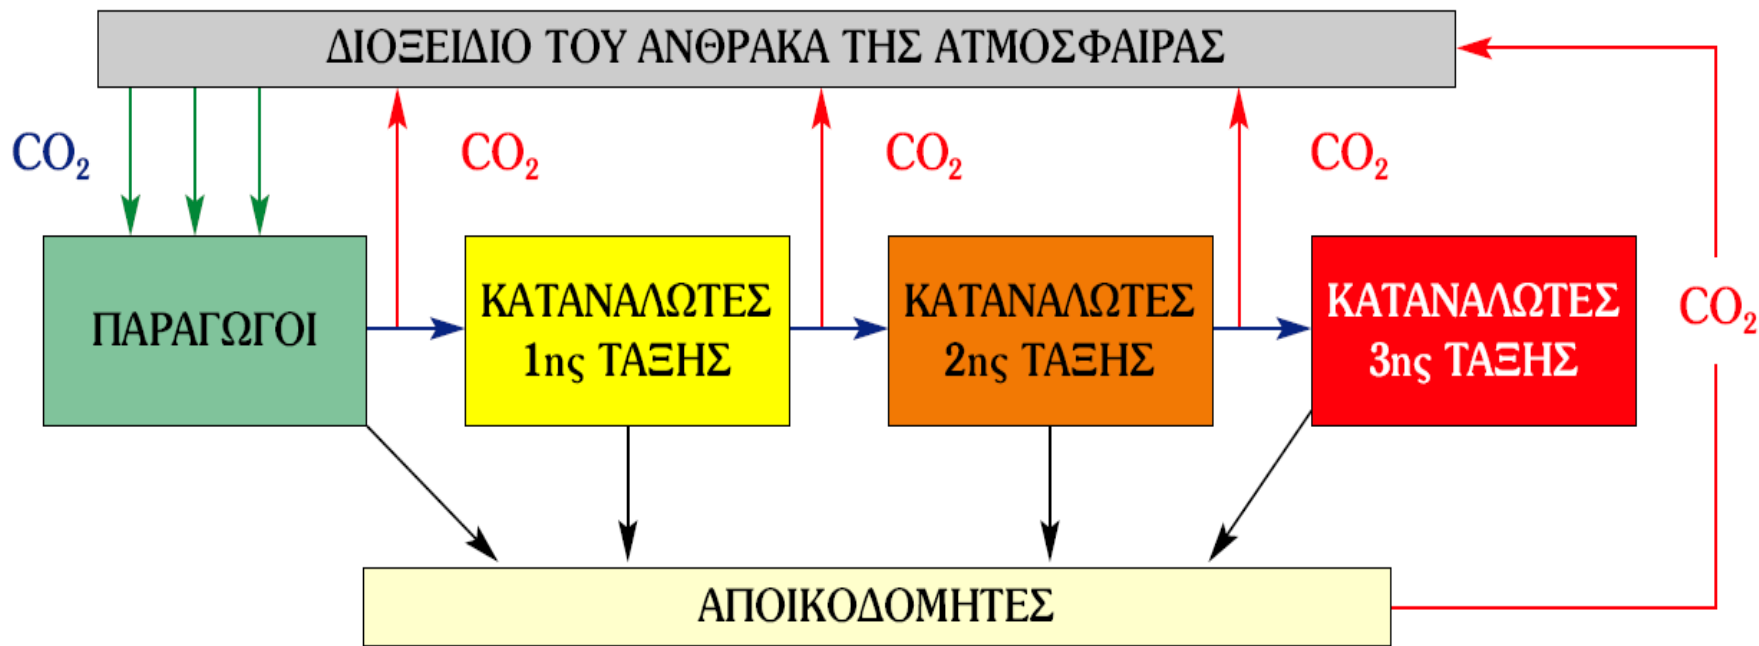 ΔΙΟΞΕΙΔΙΟ ΤΟΥ ΑΝΘΡΑΚΑ ΤΗΣ ΑΤΜΟΣΦΑΙΡΑΣ
CO₂
CO₂
CO₂
CO₂
ΠΑΡΑΓΩΓΟΙ
ΚΑΤΑΝΑΛΩΤΕΣ
1ης ΤΑΞΗΣ
ΚΑΤΑΝΑΛΩΤΕΣ
2ης ΤΑΞΗΣ
ΚΑΤΑΝΑΛΩΤΕΣ
3ης ΤΑΞΗΣ
CO₂
ΑΠΟΙΚΟΔΟΜΗΤΕΣ